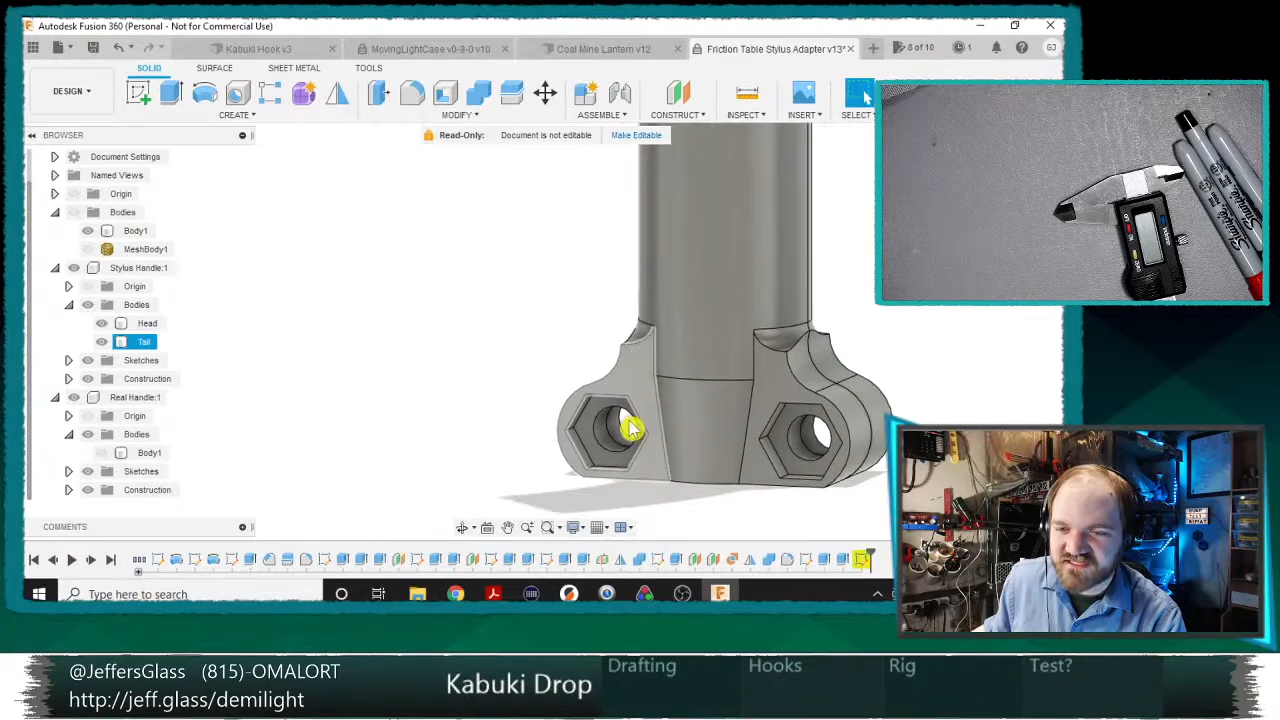 Autodesk Fusion 360 (Personal - Not for Commercial Use)
Kabuki Hook v3
MovingLightCase v0-9-0 v10
Coal Mine Lantern v12
Friction Table Stylus Adapter v13*
8 of 10
1
GJ
SOLID
SURFACE
SHEET METAL
TOOLS
DESIGN
CREATE
MODIFY
ASSEMBLE
CONSTRUCT
INSPECT
INSERT
SELECT
BROWSER
Read-Only:
Document is not editable
Make Editable
Document Settings
Named Views
Origin
Bodies
Body1
MeshBody1
Stylus Handle:1
Origin
Bodies
Head
Tail
Sketches
Construction
Real Handle:1
Origin
Bodies
Body1
Sketches
Construction
COMMENTS
Type here to search
Sharpie
Sharpie
@JeffersGlass (815)-OMALORT
http://jeff.glass/demilight
Kabuki Drop
Drafting
Hooks
Rig
Test?